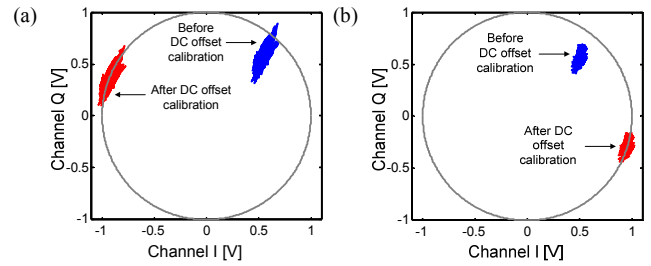 (a)
1
0.5
0
-0.5
-1
Channel Q [V]
Before
DC offset
calibration
After DC offset
calibration
-1
-0.5
0
0.5
1
Channel I [V]
(b)
1
0.5
0
-0.5
-1
Channel Q [V]
Before
DC offset
calibration
After DC
offset
calibration
-1
-0.5
0
0.5
1
Channel I [V]